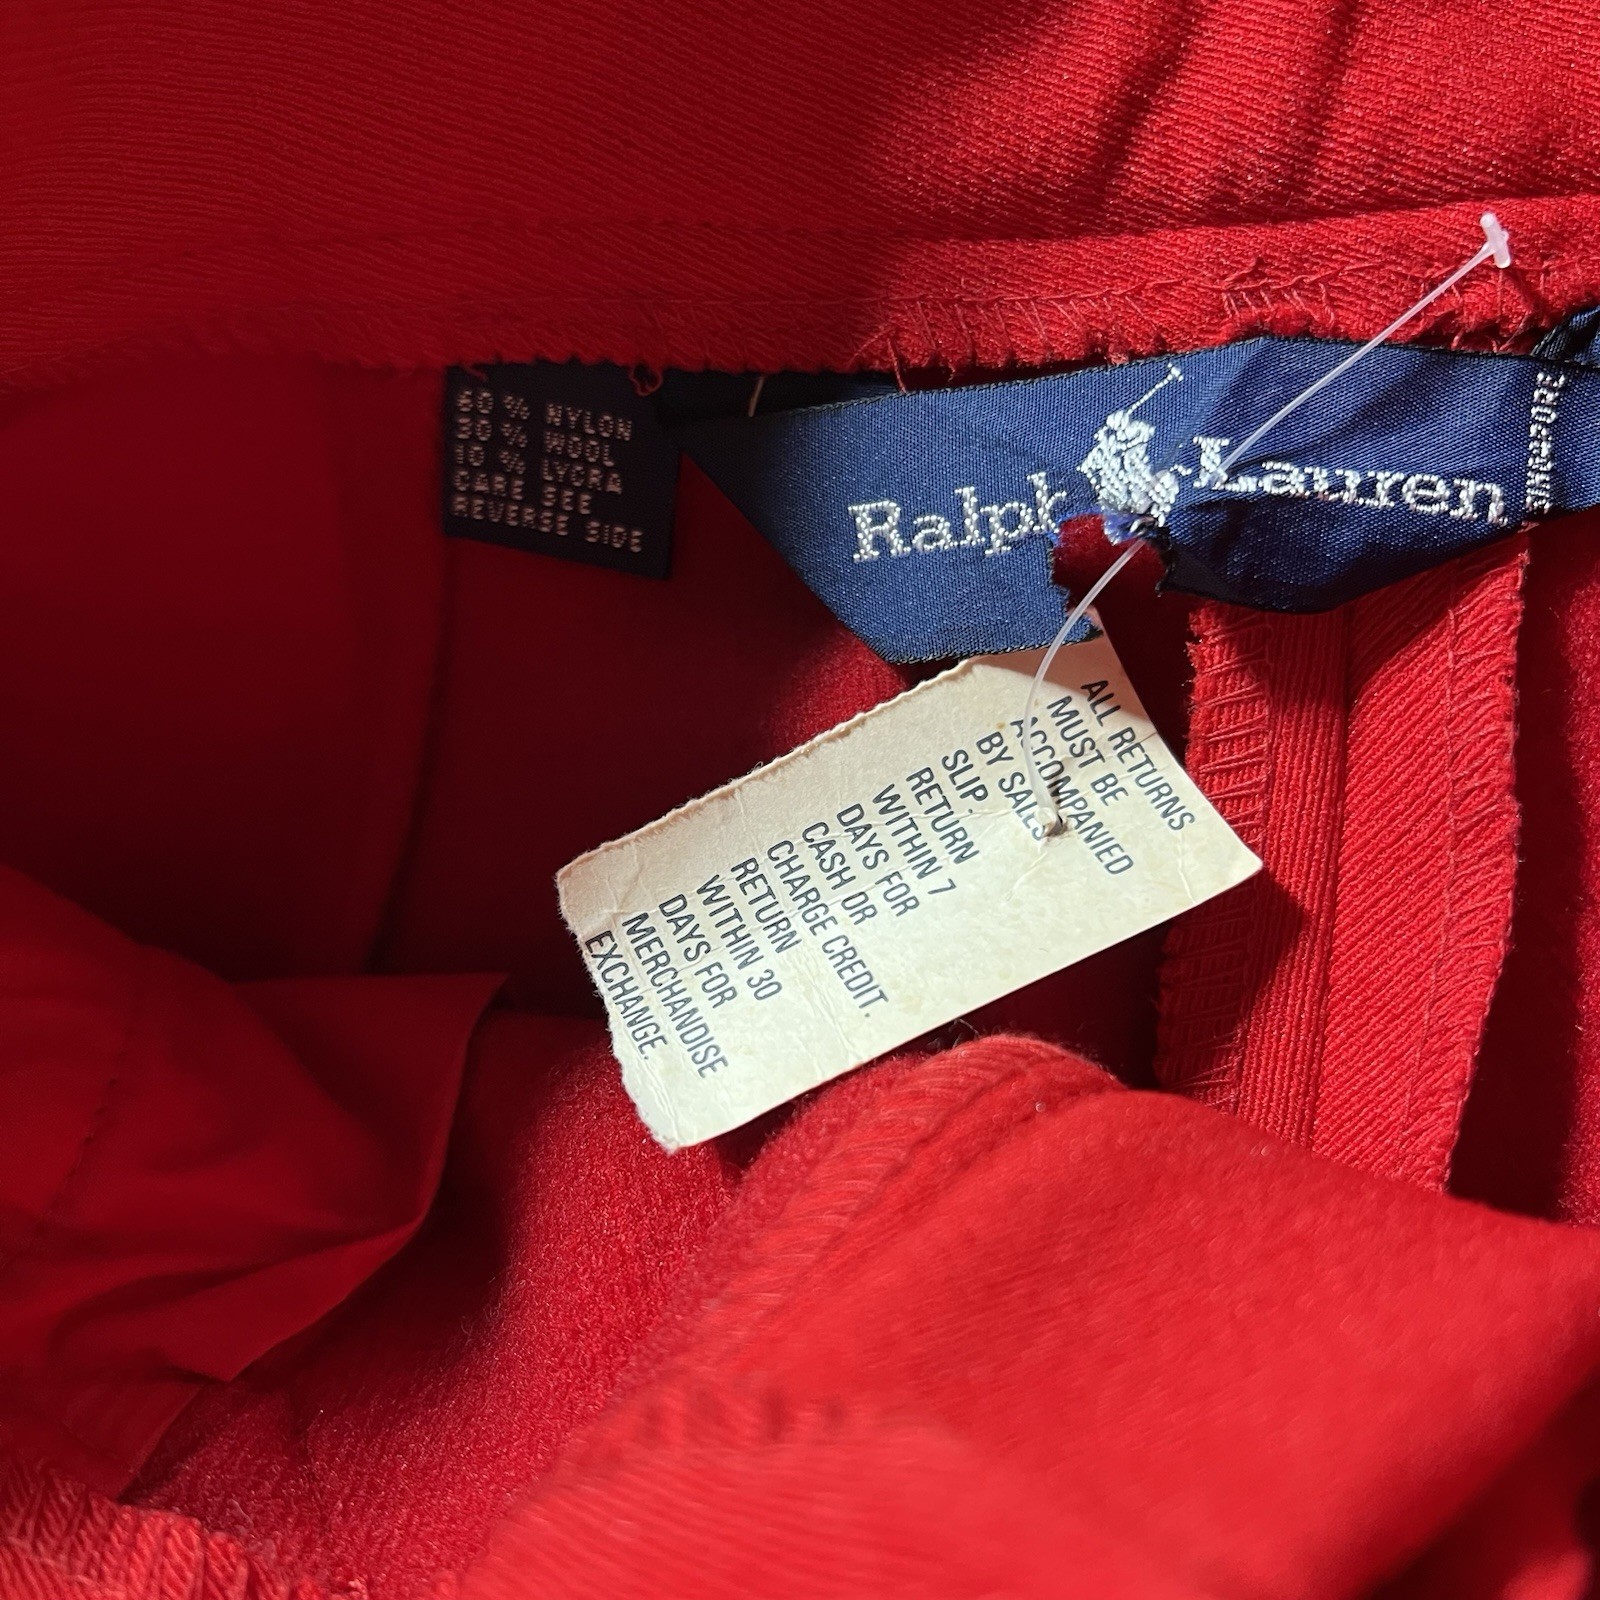 60 % NYLON
30 % WOOL
10 % LYCRA
CARE SEE
REVERSE SIDE
Ralph Lauren
SINGAPORE
ALL RETURNS
MUST BE
ACCOMPANIED
BY SALES
SLIP.
RETURN
WITHIN 7
DAYS FOR
CASH OR
CHARGE CREDIT.
RETURN
WITHIN 30
DAYS FOR
MERCHANDISE
EXCHANGE.